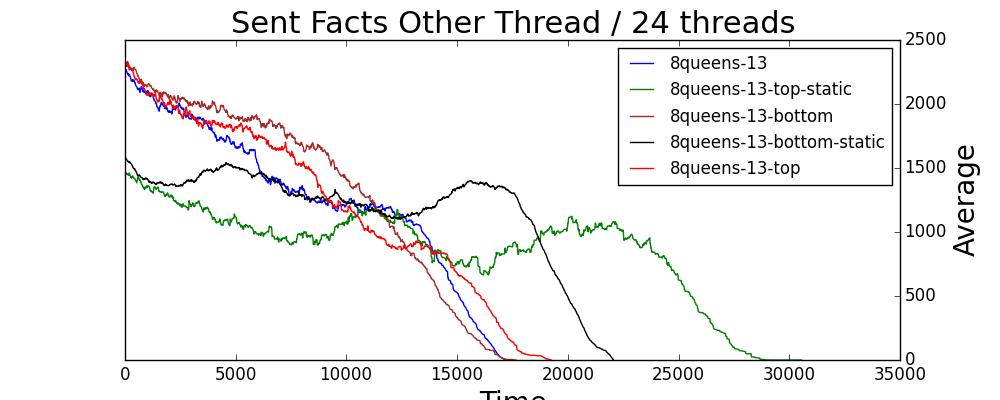 Sent Facts Other Thread / 24 threads
8queens-13
8queens-13-top-static
8queens-13-bottom
8queens-13-bottom-static
8queens-13-top
2500
2000
1500
1000
500
0
Average
0 5000 10000 15000 20000 25000 30000 35000
Time